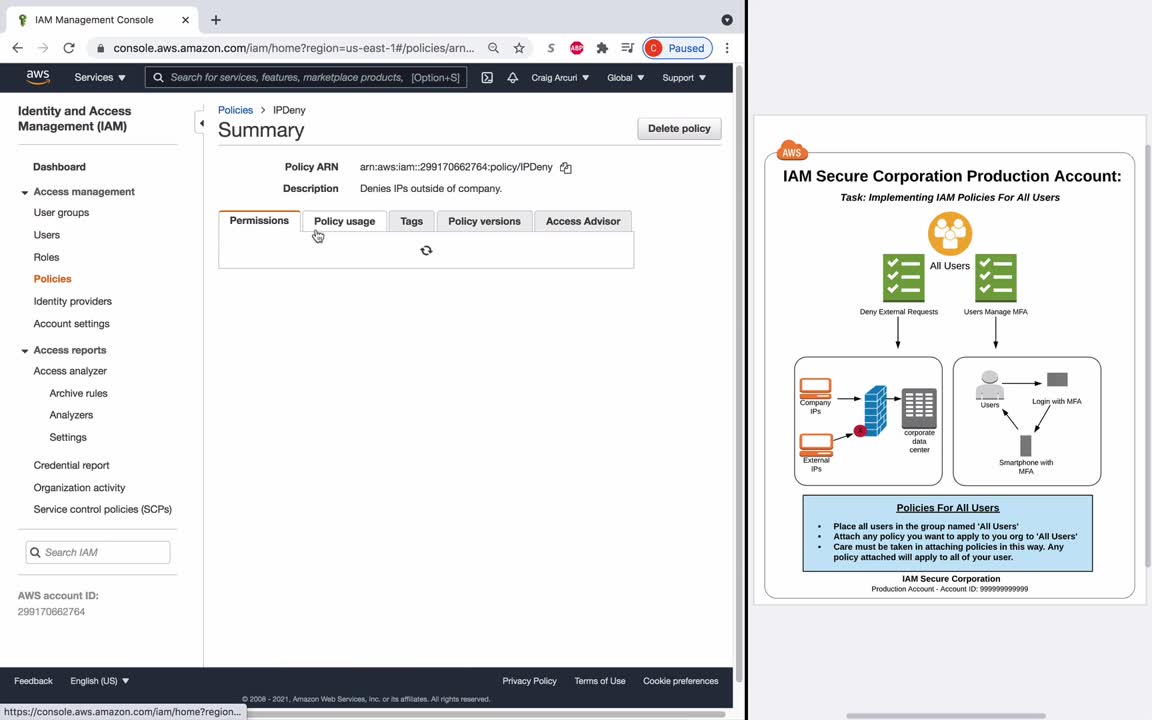 IAM Management Console
console.aws.amazon.com/iam/home?region=us-east-1#/policies/arn...
S
ABP
C Paused
aws
Services
Search for services, features, marketplace products, [Option+S]
Craig Arcuri
Global
Support
Identity and Access
Management (IAM)
Dashboard
Access management
User groups
Users
Roles
Policies
Identity providers
Account settings
Access reports
Access analyzer
Archive rules
Analyzers
Settings
Credential report
Organization activity
Service control policies (SCPs)
Search IAM
AWS account ID:
299170662764
Policies > IPDeny
Summary
Delete policy
Policy ARN arn:aws:iam::299170662764:policy/IPDeny
Description Denies IPs outside of company.
Permissions Policy usage Tags Policy versions Access Advisor
Feedback English (US) Privacy Policy Terms of Use Cookie preferences
© 2008 - 2021, Amazon Web Services, Inc. or its affiliates. All rights reserved.
https://console.aws.amazon.com/iam/home?region...
AWS
IAM Secure Corporation Production Account:
Task: Implementing IAM Policies For All Users
All Users
Deny External Requests
Users Manage MFA
Company
IPs
External
IPs
corporate
data
center
Users
Login with MFA
Smartphone with
MFA
Policies For All Users
• Place all users in the group named 'All Users'
• Attach any policy you want to apply to you org to 'All Users'
• Care must be taken in attaching policies in this way. Any
policy attached will apply to all of your user.
IAM Secure Corporation
Production Account - Account ID: 999999999999